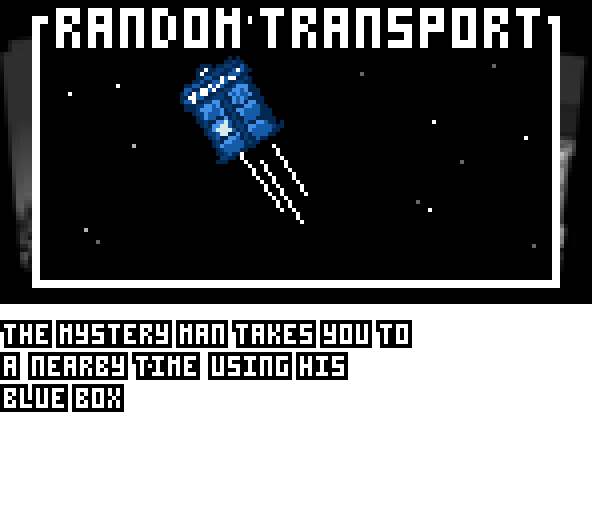 RANDOM TRANSPORT
THE MYSTERY MAN TAKES YOU TO
A NEARBY TIME USING HIS
BLUE BOX